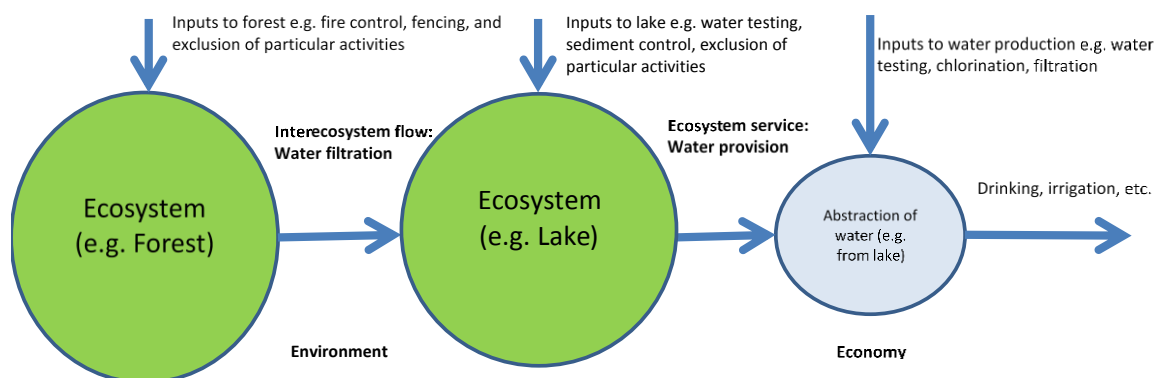 Inputs to forest e.g. fire control, fencing, and
exclusion of particular activities
Inputs to lake e.g. water testing,
sediment control, exclusion of
particular activities
Inputs to water production e.g. water
testing, chlorination, filtration
Interecosystem flow:
Water filtration
Ecosystem service:
Water provision
Ecosystem
(e.g. Forest)
Ecosystem
(e.g. Lake)
Abstraction of
water (e.g.
from lake)
Drinking, irrigation, etc.
Environment
Economy